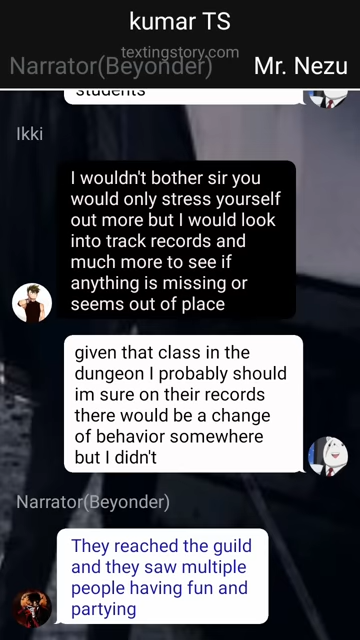 kumar TS
textingstory.com
Narrator(Beyonder)
Mr. Nezu
students
Ikki
I wouldn't bother sir you
would only stress yourself
out more but I would look
into track records and
much more to see if
anything is missing or
seems out of place
given that class in the
dungeon I probably should
im sure on their records
there would be a change
of behavior somewhere
but I didn't
Narrator(Beyonder)
They reached the guild
and they saw multiple
people having fun and
partying